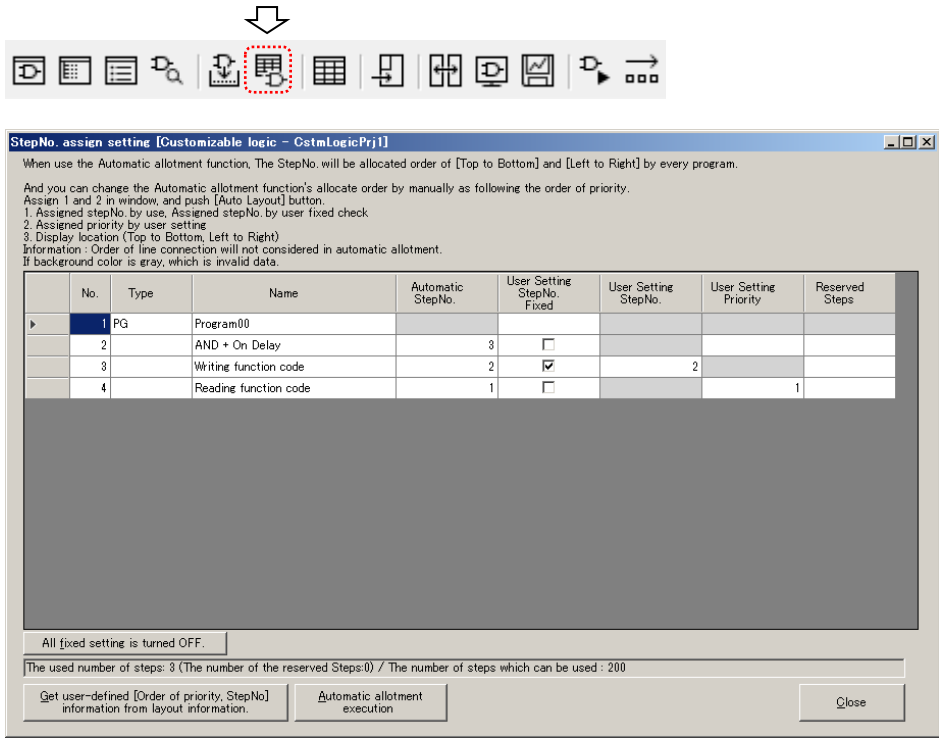 StepNo. assign setting [Customizable logic - CstmLogicPrj1]
When use the Automatic allotment function, The StepNo. will be allocated order of [Top to Bottom] and [Left to Right] by every program.
And you can change the Automatic allotment function's allocate order by manually as following the order of priority.
Assign 1 and 2 in window, and push [Auto Layout] button.
1. Assigned stepNo. by use, Assigned stepNo. by user fixed check
2. Assigned priority by user setting
3. Display location (Top to Bottom, Left to Right)
Information : Order of line connection will not considered in automatic allotment.
If background color is gray, which is invalid data.
No. Type Name Automatic StepNo. User Setting StepNo. Fixed User Setting StepNo. User Setting Priority Reserved Steps
1 PG Program00
2 AND + On Delay 3
3 Writing function code 2 2
4 Reading function code 1 1
All fixed setting is turned OFF.
The used number of steps: 3 (The number of the reserved Steps:0) / The number of steps which can be used : 200
Get user-defined [Order of priority, StepNo] information from layout information.
Automatic allotment execution
Close